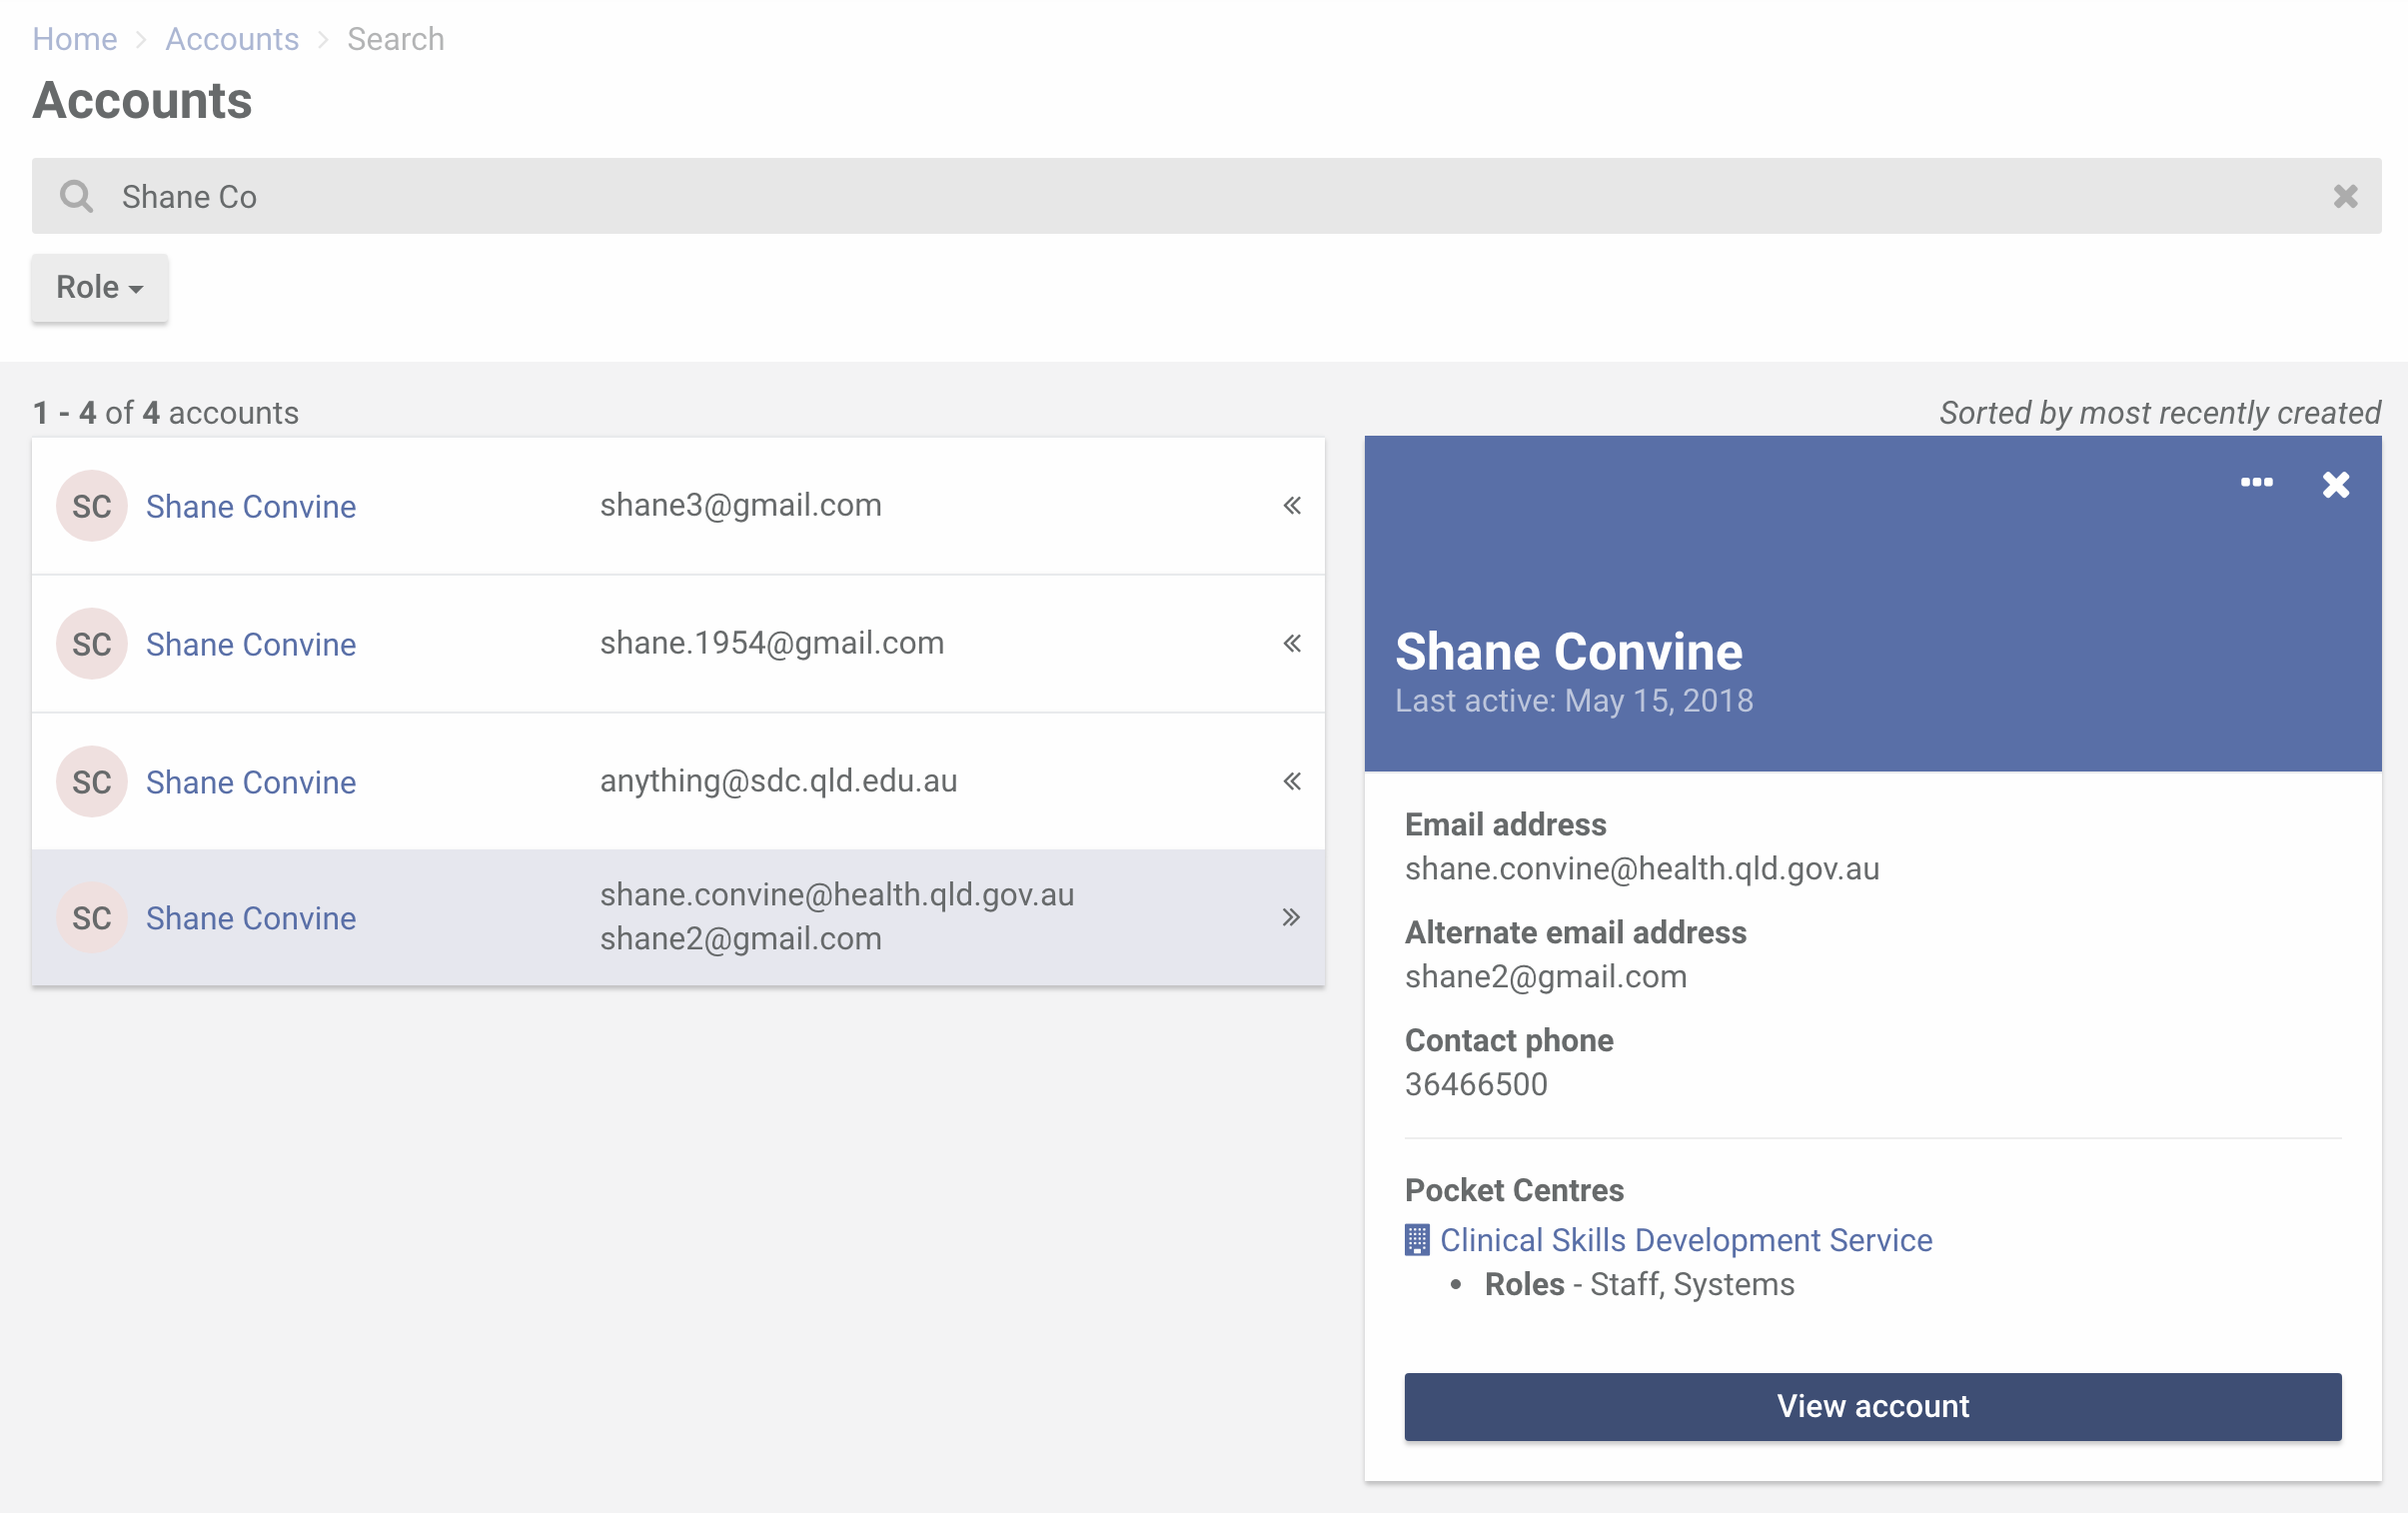 Home > Accounts > Search
Accounts
Shane Co
Role
1 - 4 of 4 accounts
Sorted by most recently created
SC Shane Convine shane3@gmail.com
SC Shane Convine shane.1954@gmail.com
SC Shane Convine anything@sdc.qld.edu.au
SC Shane Convine shane.convine@health.qld.gov.au
shane2@gmail.com
Shane Convine
Last active: May 15, 2018
Email address
shane.convine@health.qld.gov.au
Alternate email address
shane2@gmail.com
Contact phone
36466500
Pocket Centres
Clinical Skills Development Service
• Roles - Staff, Systems
View account